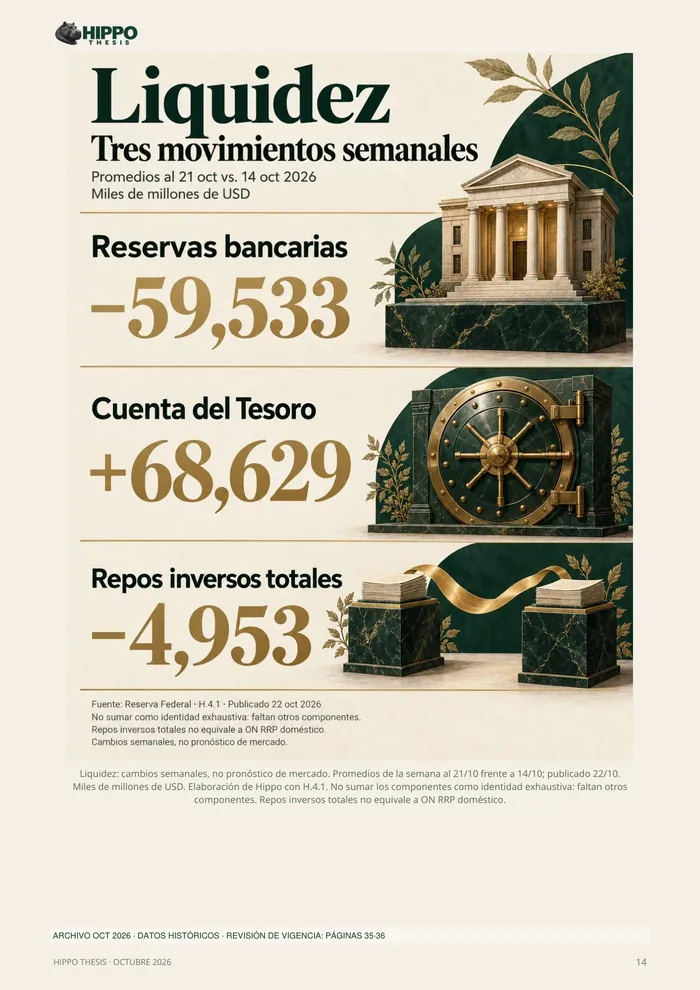 HIPPO
THESIS
Liquidez
Tres movimientos semanales
Promedios al 21 oct vs. 14 oct 2026
Miles de millones de USD
Reservas bancarias
−59,533
Cuenta del Tesoro
+68,629
Repos inversos totales
−4,953
Fuente: Reserva Federal · H.4.1 · Publicado 22 oct 2026
No sumar como identidad exhaustiva: faltan otros componentes.
Repos inversos totales no equivale a ON RRP doméstico.
Cambios semanales, no pronóstico de mercado.
Liquidez: cambios semanales, no pronóstico de mercado. Promedios de la semana al 21/10 frente a 14/10; publicado 22/10.
Miles de millones de USD. Elaboración de Hippo con H.4.1. No sumar los componentes como identidad exhaustiva: faltan otros
componentes. Repos inversos totales no equivale a ON RRP doméstico.
ARCHIVO OCT 2026 · DATOS HISTÓRICOS · REVISIÓN DE VIGENCIA: PÁGINAS 35-36
HIPPO THESIS · OCTUBRE 2026
14